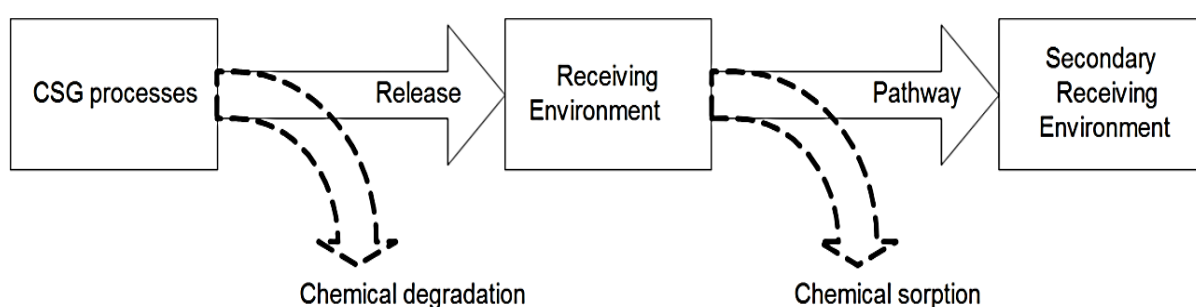 CSG processes
Release
Receiving
Environment
Pathway
Secondary
Receiving
Environment
Chemical degradation
Chemical sorption